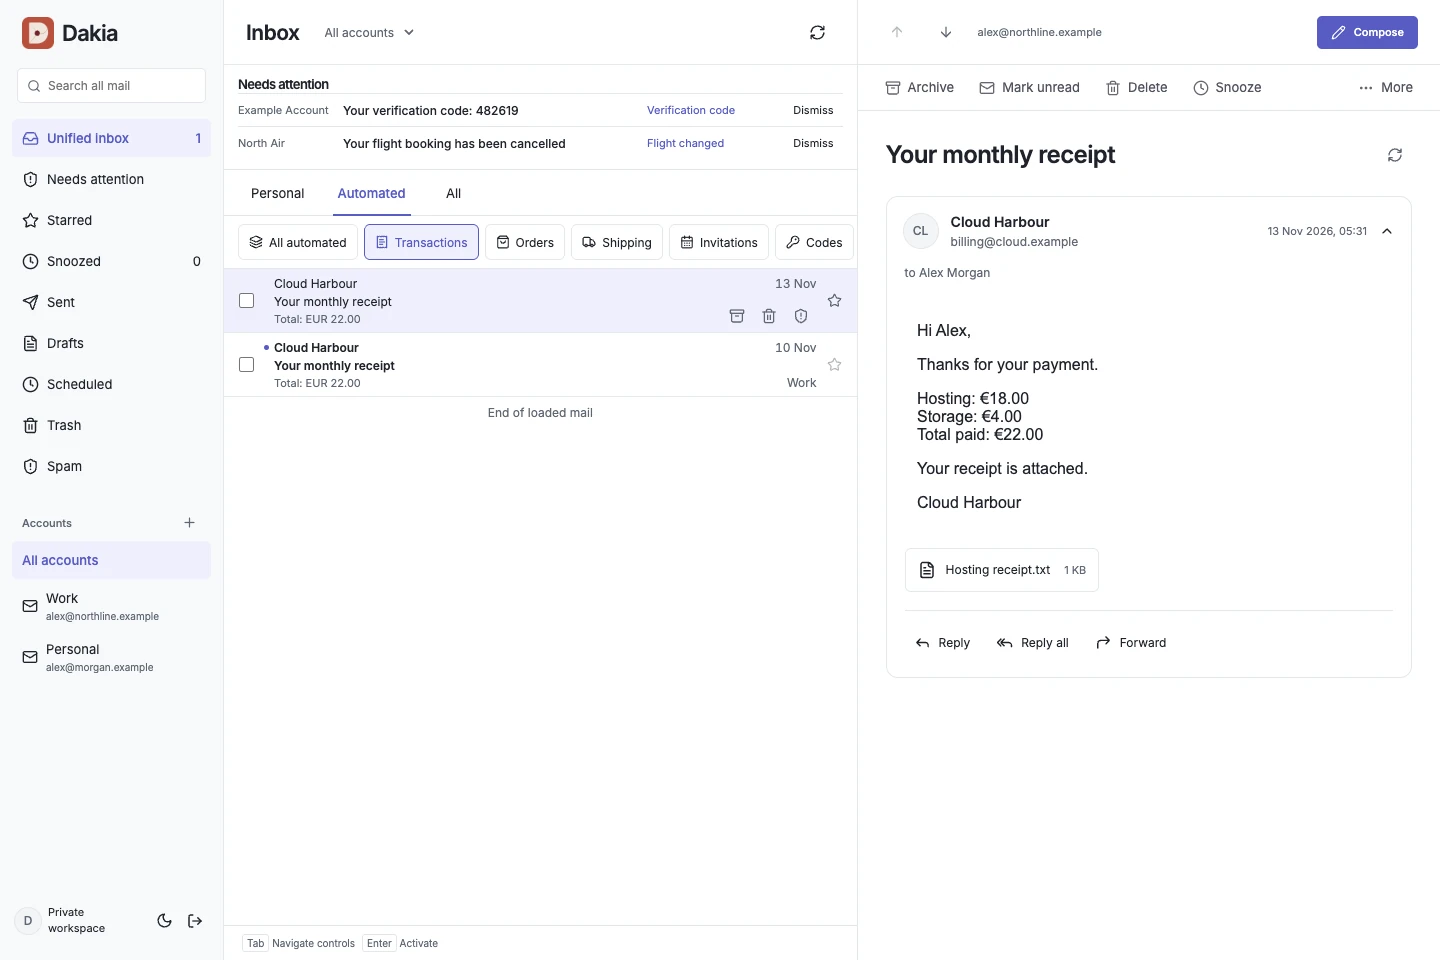 Dakia
Search all mail
Unified inbox 1
Needs attention
Starred
Snoozed 0
Sent
Drafts
Scheduled
Trash
Spam
Accounts
All accounts
Work
alex@northline.example
Personal
alex@morgan.example
D
Private
workspace
Inbox All accounts
Needs attention
Example Account Your verification code: 482619 Verification code Dismiss
North Air Your flight booking has been cancelled Flight changed Dismiss
Personal Automated All
All automated Transactions Orders Shipping Invitations Codes
Cloud Harbour 13 Nov
Your monthly receipt
Total: EUR 22.00
Cloud Harbour 10 Nov
Your monthly receipt
Total: EUR 22.00 Work
End of loaded mail
Tab Navigate controls Enter Activate
alex@northline.example Compose
Archive Mark unread Delete Snooze More
Your monthly receipt
CL Cloud Harbour 13 Nov 2026, 05:31
billing@cloud.example
to Alex Morgan
Hi Alex,
Thanks for your payment.
Hosting: €18.00
Storage: €4.00
Total paid: €22.00
Your receipt is attached.
Cloud Harbour
Hosting receipt.txt 1 KB
Reply Reply all Forward